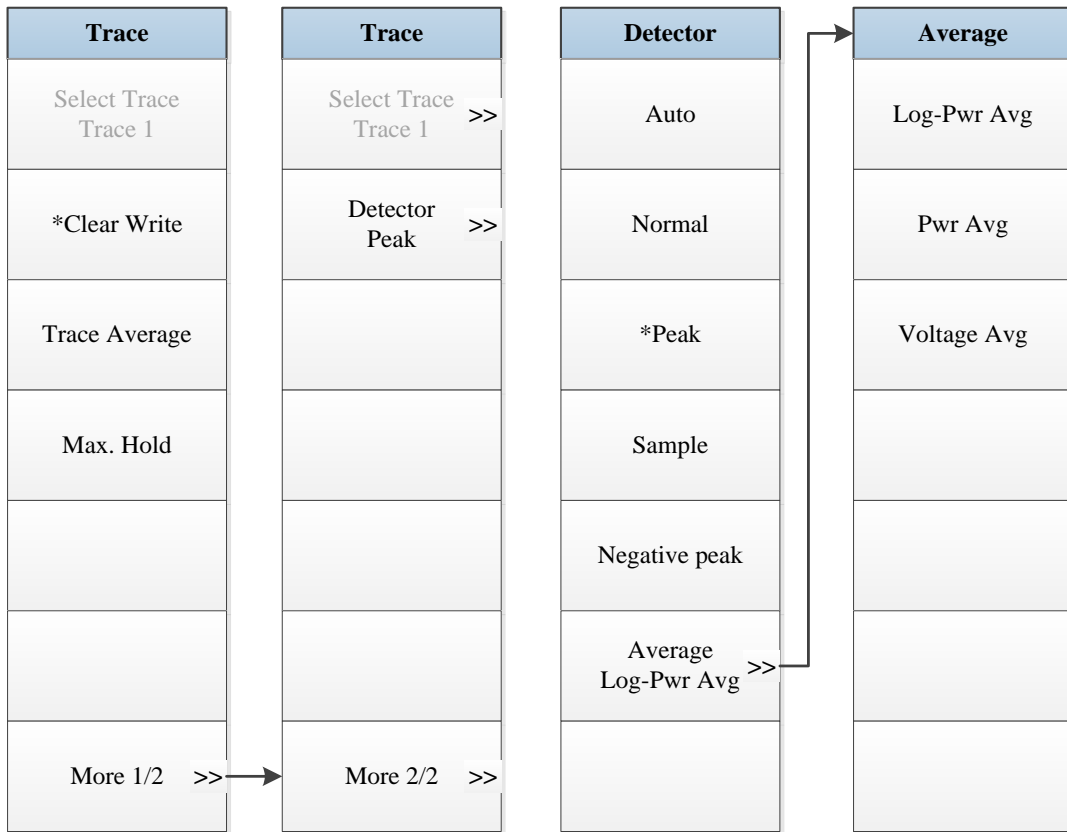 Trace
Select Trace
Trace 1
*Clear Write
Trace Average
Max. Hold
More 1/2 >>
Trace
Select Trace
Trace 1 >>
Detector
Peak >>
More 2/2 >>
Detector
Auto
Normal
*Peak
Sample
Negative peak
Average
Log-Pwr Avg >>
Average
Log-Pwr Avg
Pwr Avg
Voltage Avg